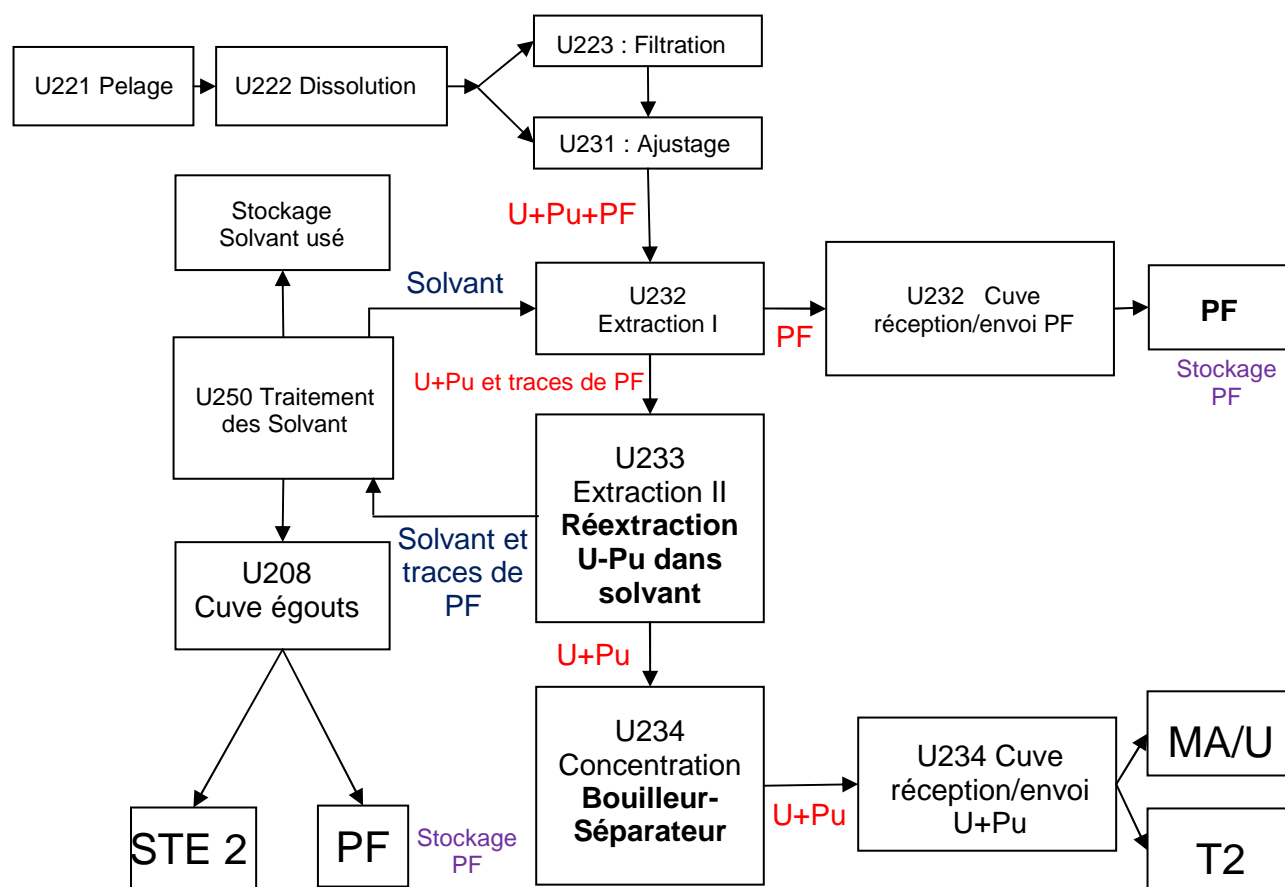 U223 : Filtration
U221 Pelage
U222 Dissolution
U231 : Ajustage
U+Pu+PF
Stockage
Solvant usé
Solvant
U232
Extraction I
PF
U232 Cuve
réception/envoi PF
PF
Stockage
PF
U+Pu et traces de PF
U250 Traitement
des Solvant
U233
Extraction II
Réextraction
U-Pu dans
solvant
Solvant et
traces de
PF
U208
Cuve égouts
U+Pu
U234
Concentration
Bouilleur-
Séparateur
U+Pu
U234 Cuve
réception/envoi
U+Pu
MA/U
T2
STE 2
PF
Stockage
PF